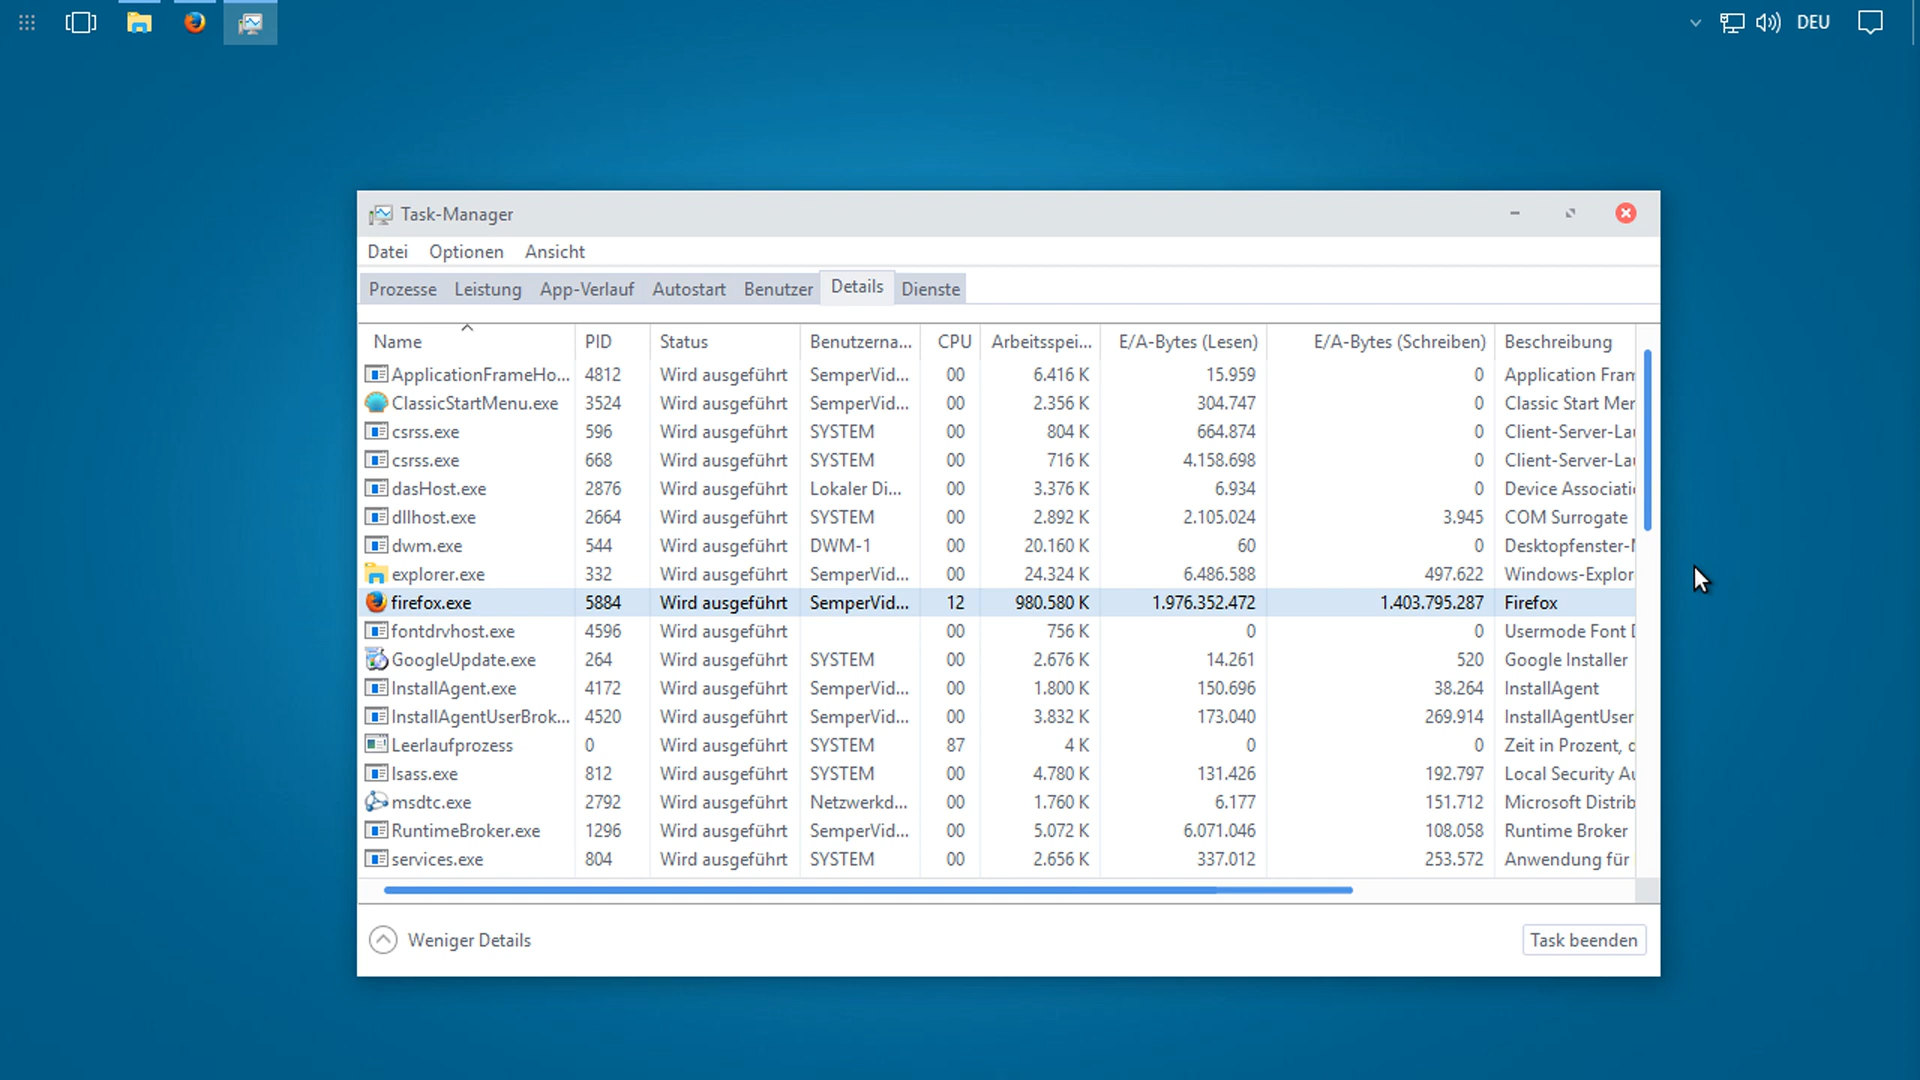 DEU
Task-Manager
Datei Optionen Ansicht
Prozesse Leistung App-Verlauf Autostart Benutzer Details Dienste
Name PID Status Benutzerna... CPU Arbeitsspei... E/A-Bytes (Lesen) E/A-Bytes (Schreiben) Beschreibung
ApplicationFrameHo... 4812 Wird ausgeführt SemperVid... 00 6.416 K 15.959 0 Application Fram
ClassicStartMenu.exe 3524 Wird ausgeführt SemperVid... 00 2.356 K 304.747 0 Classic Start Mer
csrss.exe 596 Wird ausgeführt SYSTEM 00 804 K 664.874 0 Client-Server-Lau
csrss.exe 668 Wird ausgeführt SYSTEM 00 716 K 4.158.698 0 Client-Server-Lau
dasHost.exe 2876 Wird ausgeführt Lokaler Di... 00 3.376 K 6.934 0 Device Associati
dllhost.exe 2664 Wird ausgeführt SYSTEM 00 2.892 K 2.105.024 3.945 COM Surrogate
dwm.exe 544 Wird ausgeführt DWM-1 00 20.160 K 60 0 Desktopfenster-
explorer.exe 332 Wird ausgeführt SemperVid... 00 24.324 K 6.486.588 497.622 Windows-Explor
firefox.exe 5884 Wird ausgeführt SemperVid... 12 980.580 K 1.976.352.472 1.403.795.287 Firefox
fontdrvhost.exe 4596 Wird ausgeführt 00 756 K 0 0 Usermode Font D
GoogleUpdate.exe 264 Wird ausgeführt SYSTEM 00 2.676 K 14.261 520 Google Installer
InstallAgent.exe 4172 Wird ausgeführt SemperVid... 00 1.800 K 150.696 38.264 InstallAgent
InstallAgentUserBrok... 4520 Wird ausgeführt SemperVid... 00 3.832 K 173.040 269.914 InstallAgentUser
Leerlaufprozess 0 Wird ausgeführt SYSTEM 87 4 K 0 0 Zeit in Prozent, d
lsass.exe 812 Wird ausgeführt SYSTEM 00 4.780 K 131.426 192.797 Local Security Au
msdtc.exe 2792 Wird ausgeführt Netzwerkd... 00 1.760 K 6.177 151.712 Microsoft Distrib
RuntimeBroker.exe 1296 Wird ausgeführt SemperVid... 00 5.072 K 6.071.046 108.058 Runtime Broker
services.exe 804 Wird ausgeführt SYSTEM 00 2.656 K 337.012 253.572 Anwendung für
Weniger Details Task beenden